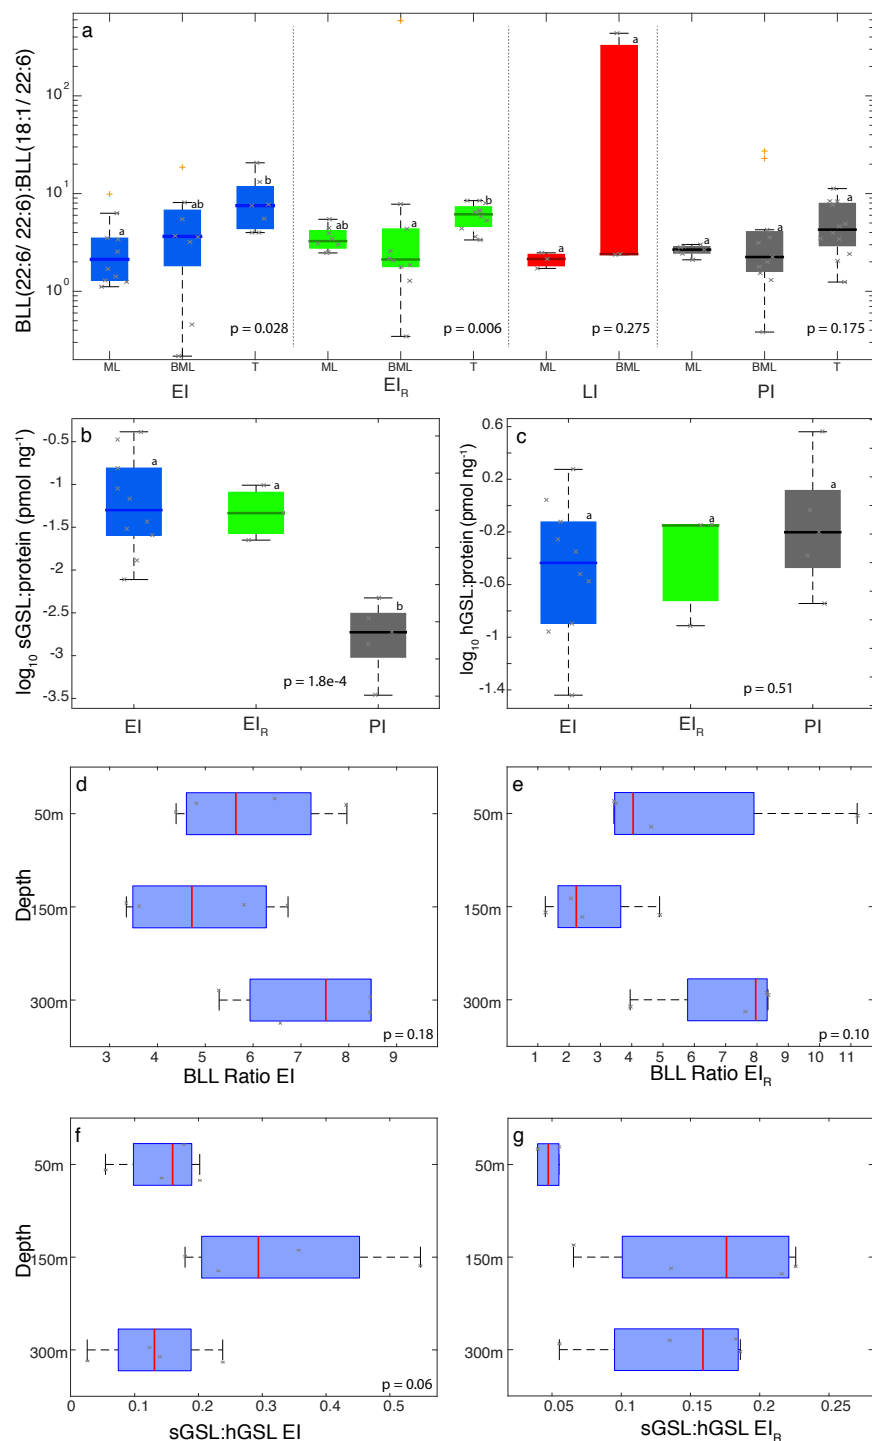 a
BLL(22:6/ 22:6):BLL(18:1/ 22:6)
10²
10¹
10⁰
a
ab
b
ab
a
b
a
a
a
a
a
p = 0.028
p = 0.006
p = 0.275
p = 0.175
ML BML T ML BML T ML BML ML BML T
EI EI_R LI PI
b
log₁₀ sGSL:protein (pmol ng⁻¹)
-0.5
-1
-1.5
-2
-2.5
-3
-3.5
a
a
b
p = 1.8e-4
EI EI_R PI
c
log₁₀ hGSL:protein (pmol ng⁻¹)
0.6
0.2
-0.2
-0.6
-1
-1.4
a
a
a
p = 0.51
EI EI_R PI
d
Depth
50m
150m
300m
p = 0.18
3 4 5 6 7 8 9
BLL Ratio EI
e
50m
150m
300m
p = 0.10
1 2 3 4 5 6 7 8 9 10 11
BLL Ratio EI_R
f
Depth
50m
150m
300m
p = 0.06
0 0.1 0.2 0.3 0.4 0.5
sGSL:hGSL EI
g
50m
150m
300m
0.05 0.1 0.15 0.2 0.25
sGSL:hGSL EI_R